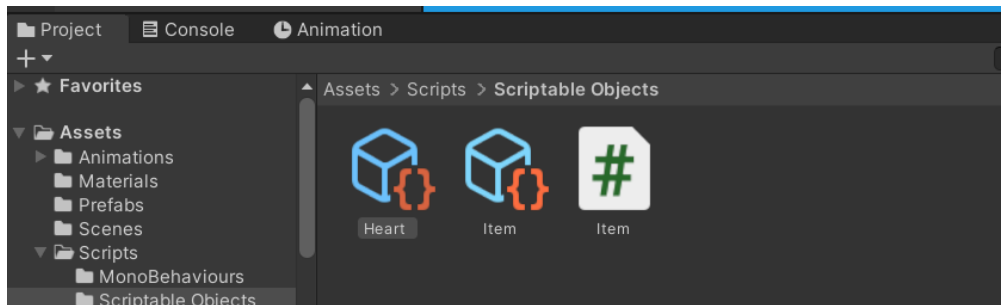 Project Console Animation
Favorites
Assets > Scripts > Scriptable Objects
Assets
Animations
Materials
Prefabs
Scenes
Scripts
MonoBehaviours
Scriptable Objects
{} {} #
Heart Item Item